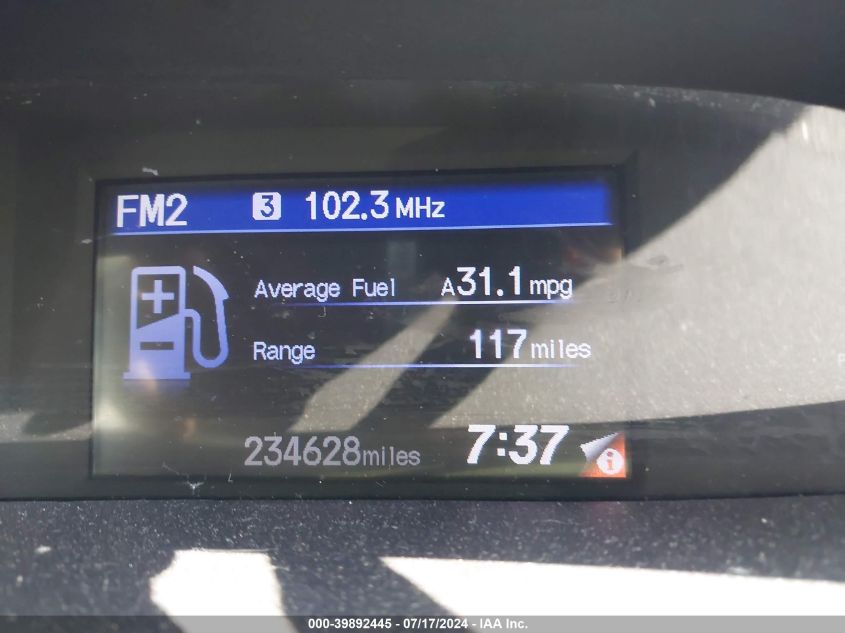 FM2 3 102.3 MHz
Average Fuel A31.1 mpg
Range 117 miles
234628 miles 7:37 i
000-39892445 - 07/17/2024 - IAA Inc.